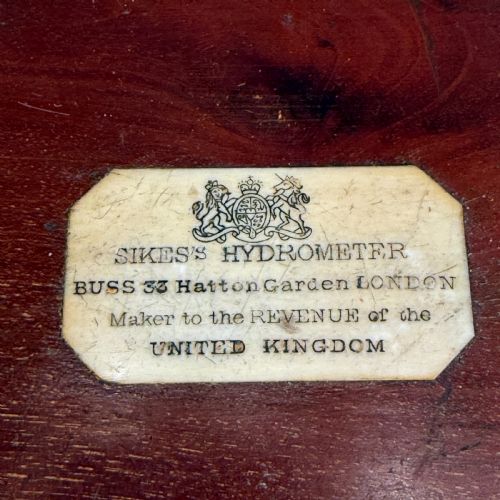 SIKES'S HYDROMETER
BUSS 33 Hatton Garden LONDON
Maker to the REVENUE of the
UNITED KINGDOM